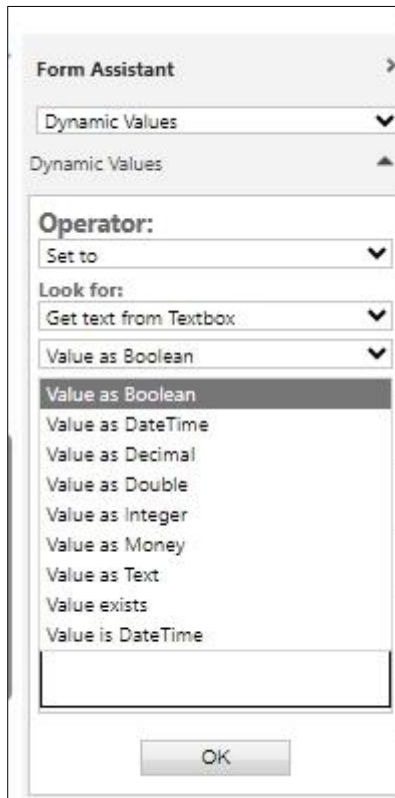 Form Assistant
Dynamic Values
Dynamic Values
Operator:
Set to
Look for:
Get text from Textbox
Value as Boolean
Value as Boolean
Value as DateTime
Value as Decimal
Value as Double
Value as Integer
Value as Money
Value as Text
Value exists
Value is DateTime
OK